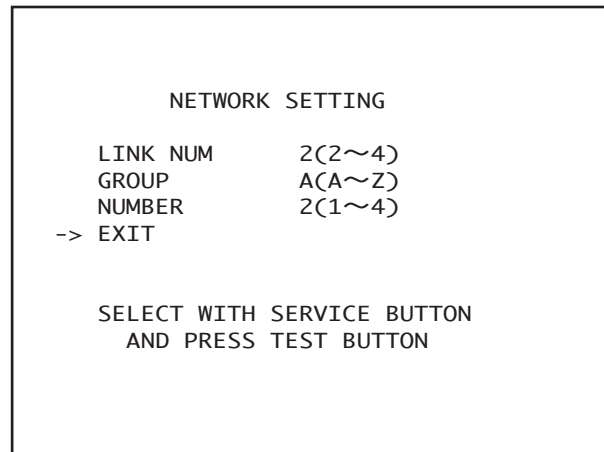 NETWORK SETTING
LINK NUM 2(2～4)
GROUP A(A～Z)
NUMBER 2(1～4)
-> EXIT
SELECT WITH SERVICE BUTTON
AND PRESS TEST BUTTON